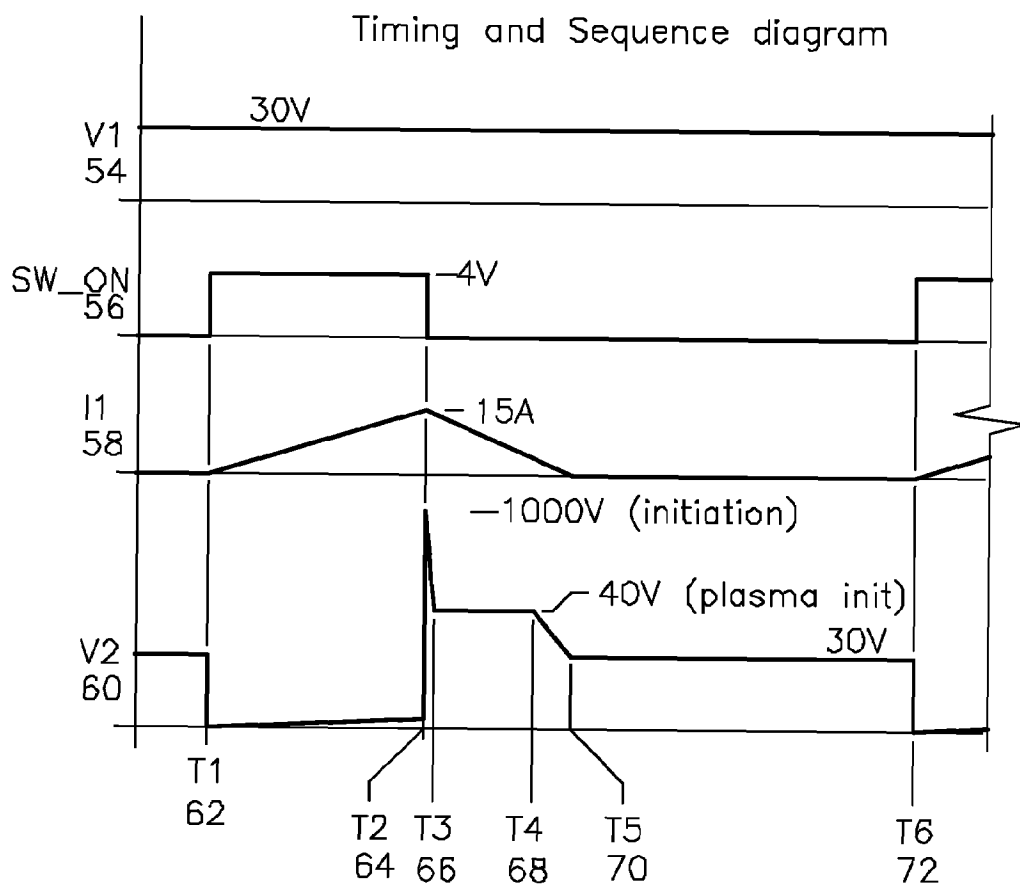 Timing and Sequence diagram
30V
V1
54
SW_ON
56
-4V
I1
58
-15A
-1000V (initiation)
-40V (plasma init)
V2
60
30V
T1
62
T2
64
T3
66
T4
68
T5
70
T6
72